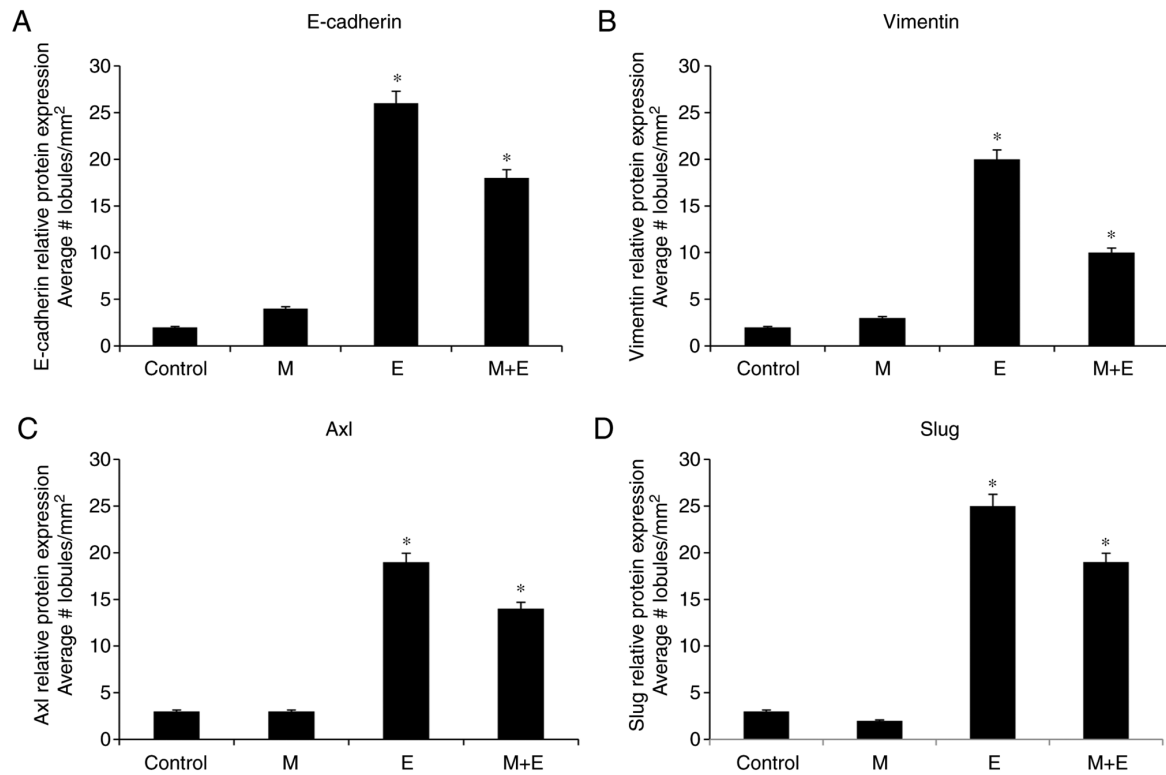 A
E-cadherin
E-cadherin relative protein expression
Average # lobules/mm²
30
25
20
15
10
5
0
*
*
Control M E M+E
B
Vimentin
Vimentin relative protein expression
Average # lobules/mm²
30
25
20
15
10
5
0
*
*
Control M E M+E
C
Axl
Axl relative protein expression
Average # lobules/mm²
30
25
20
15
10
5
0
*
*
Control M E M+E
D
Slug
Slug relative protein expression
Average # lobules/mm²
30
25
20
15
10
5
0
*
*
Control M E M+E